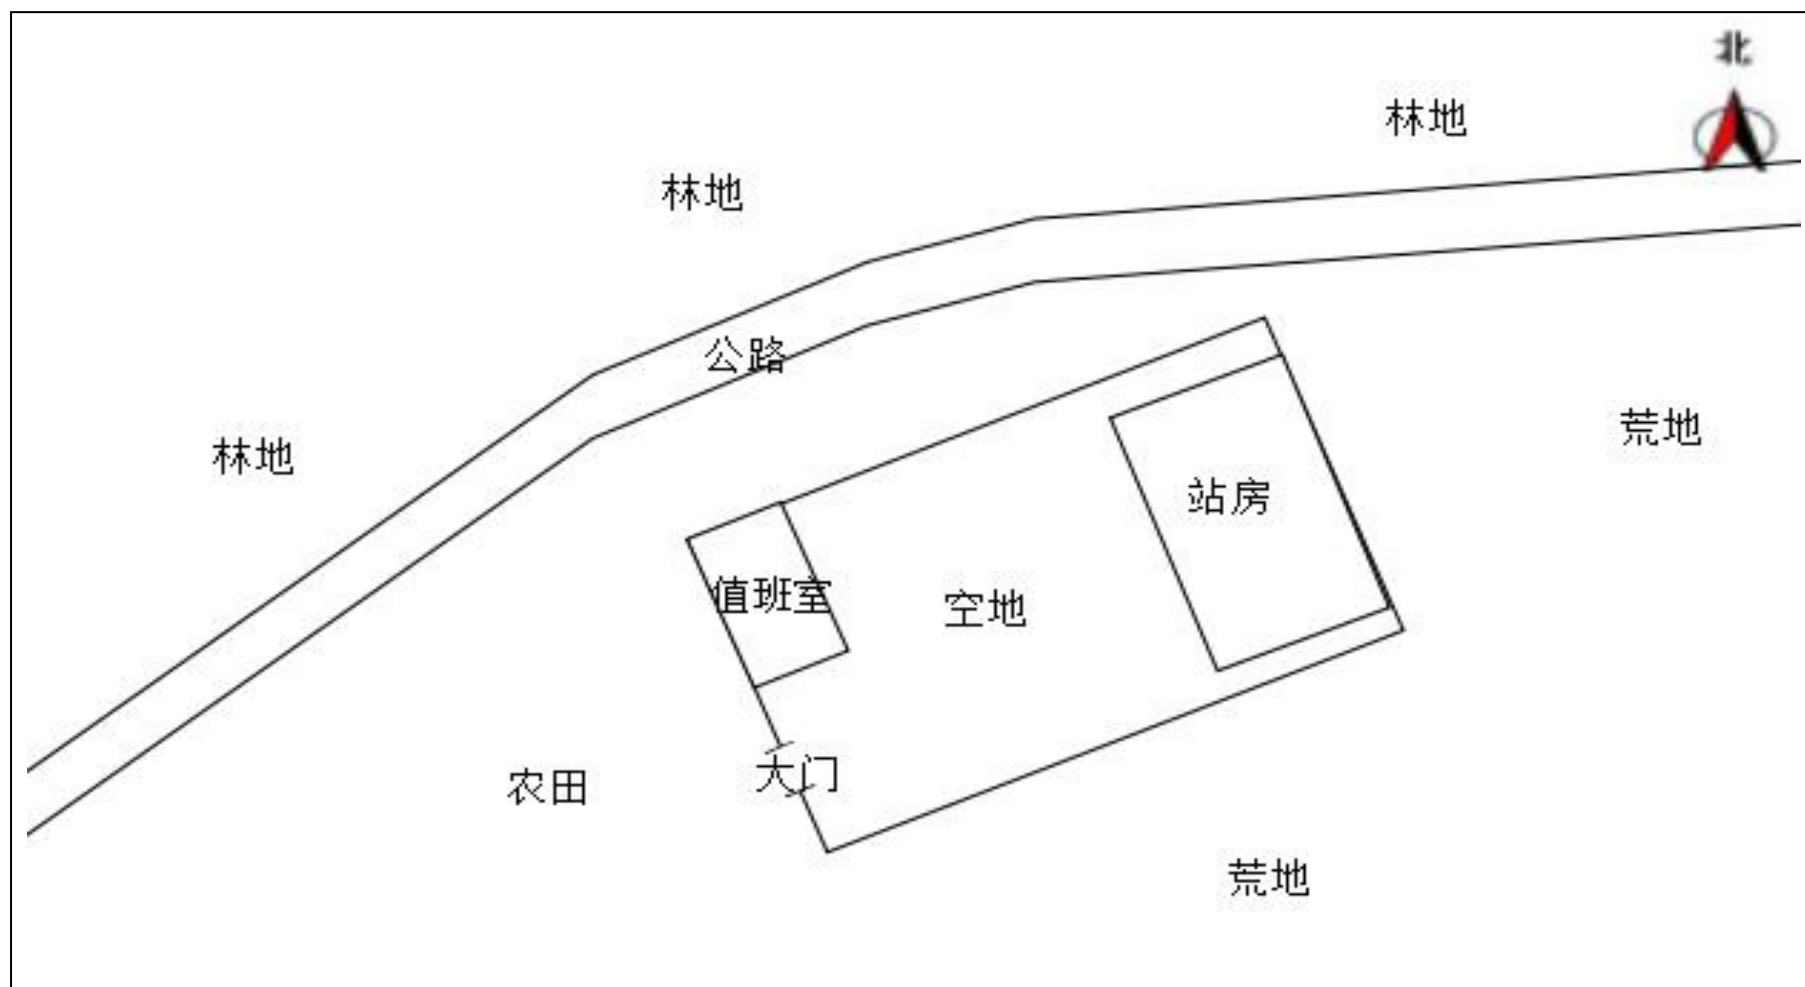 北
林地
林地
公路
林地
荒地
站房
值班室
空地
大门
农田
荒地